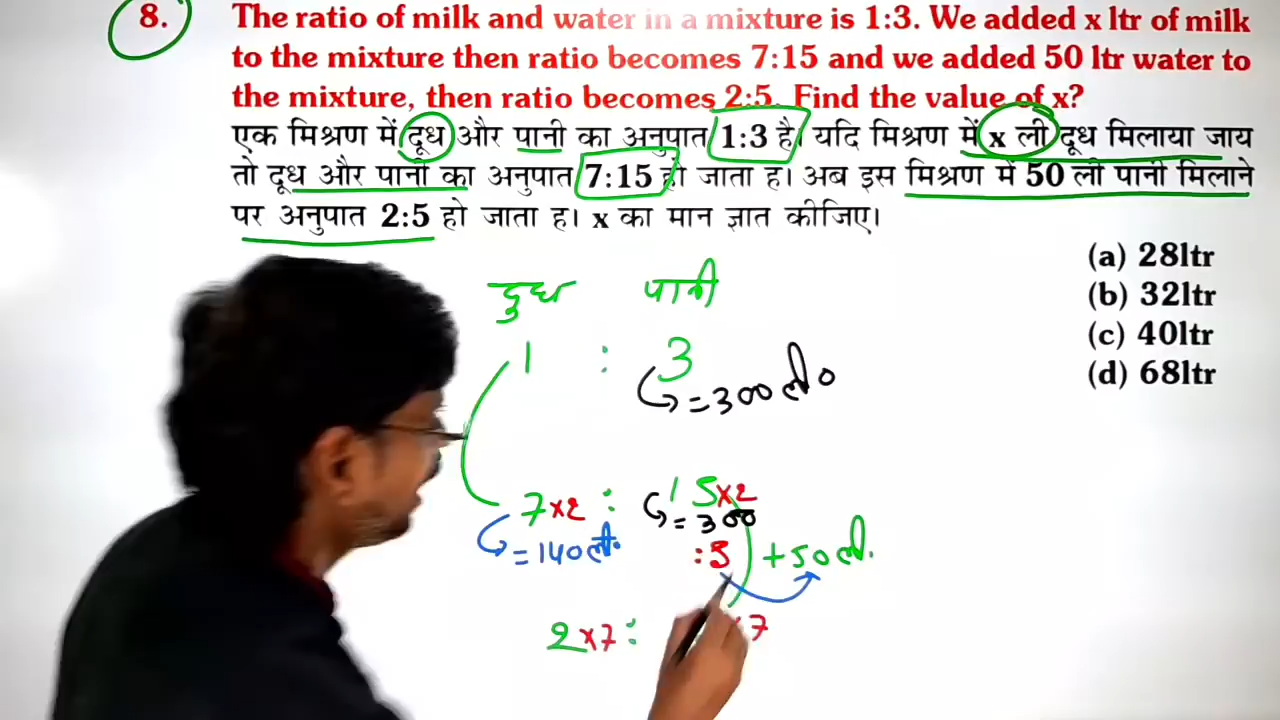 8. The ratio of milk and water in a mixture is 1:3. We added x ltr of milk
to the mixture then ratio becomes 7:15 and we added 50 ltr water to
the mixture, then ratio becomes 2:5. Find the value of x?
एक मिश्रण में दूध और पानी का अनुपात 1:3 है। यदि मिश्रण में x ली दूध मिलाया जाय
तो दूध और पानी का अनुपात 7:15 हो जाता ह। अब इस मिश्रण में 50 ली पानी मिलाने
पर अनुपात 2:5 हो जाता ह। x का मान ज्ञात कीजिए।
(a) 28ltr
(b) 32ltr
(c) 40ltr
(d) 68ltr
दुध पानी
1 : 3
= 300 ली०
7×2 : 15×2
= 300
= 140 ली० :5 +50 ली.
2×7 : ×7